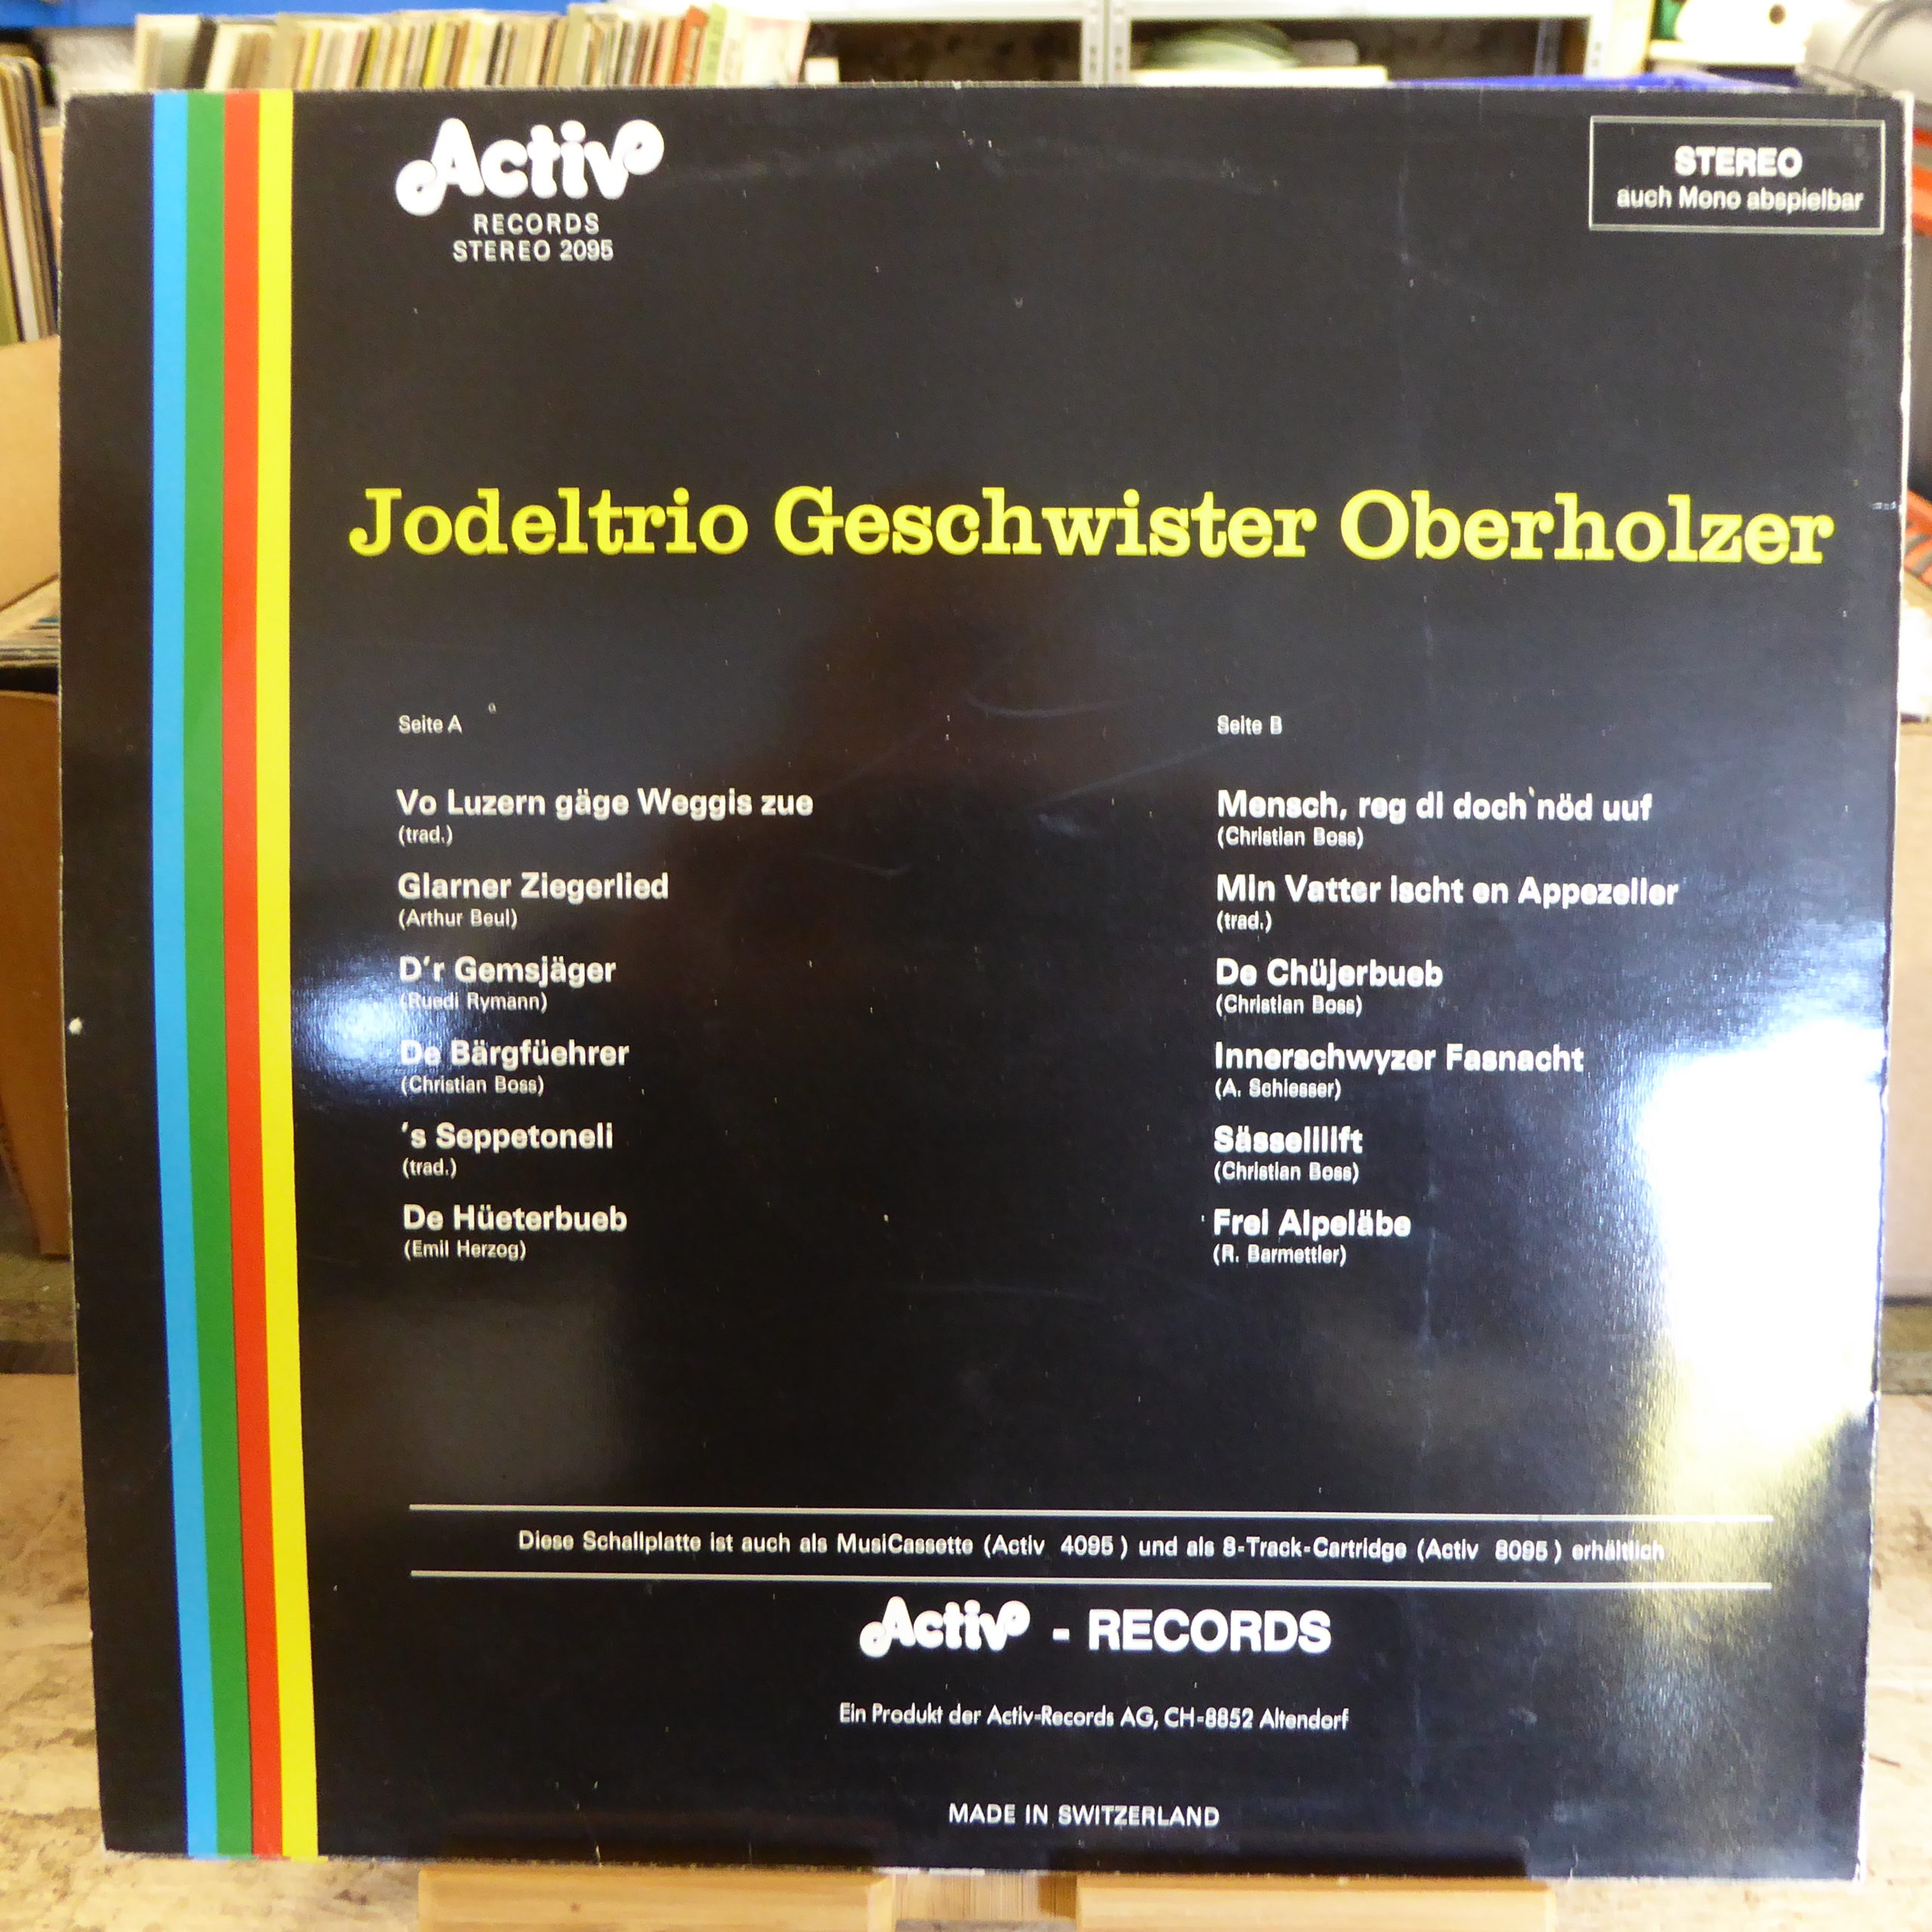 Activ
RECORDS
STEREO 2095
STEREO
auch Mono abspielbar
Jodeltrio Geschwister Oberholzer
Seite A
Vo Luzern gäge Weggis zue
(trad.)
Glarner Ziegerlied
(Arthur Beul)
D'r Gemsjäger
(Ruedi Rymann)
De Bärgfüehrer
(Christian Boss)
's Seppetoneli
(trad.)
De Hüeterbueb
(Emil Herzog)
Seite B
Mensch, reg di doch nöd uuf
(Christian Boss)
Min Vatter ischt en Appezeller
(trad.)
De Chüjerbueb
(Christian Boss)
Innerschwyzer Fasnacht
(A. Schiesser)
Sässelilift
(Christian Boss)
Frei Alpeläbe
(R. Barmettler)
Diese Schallplatte ist auch als MusiCassette (Activ 4095) und als 8-Track-Cartridge (Activ 8095) erhältlich
Activ - RECORDS
Ein Produkt der Activ-Records AG, CH-8852 Altendorf
MADE IN SWITZERLAND